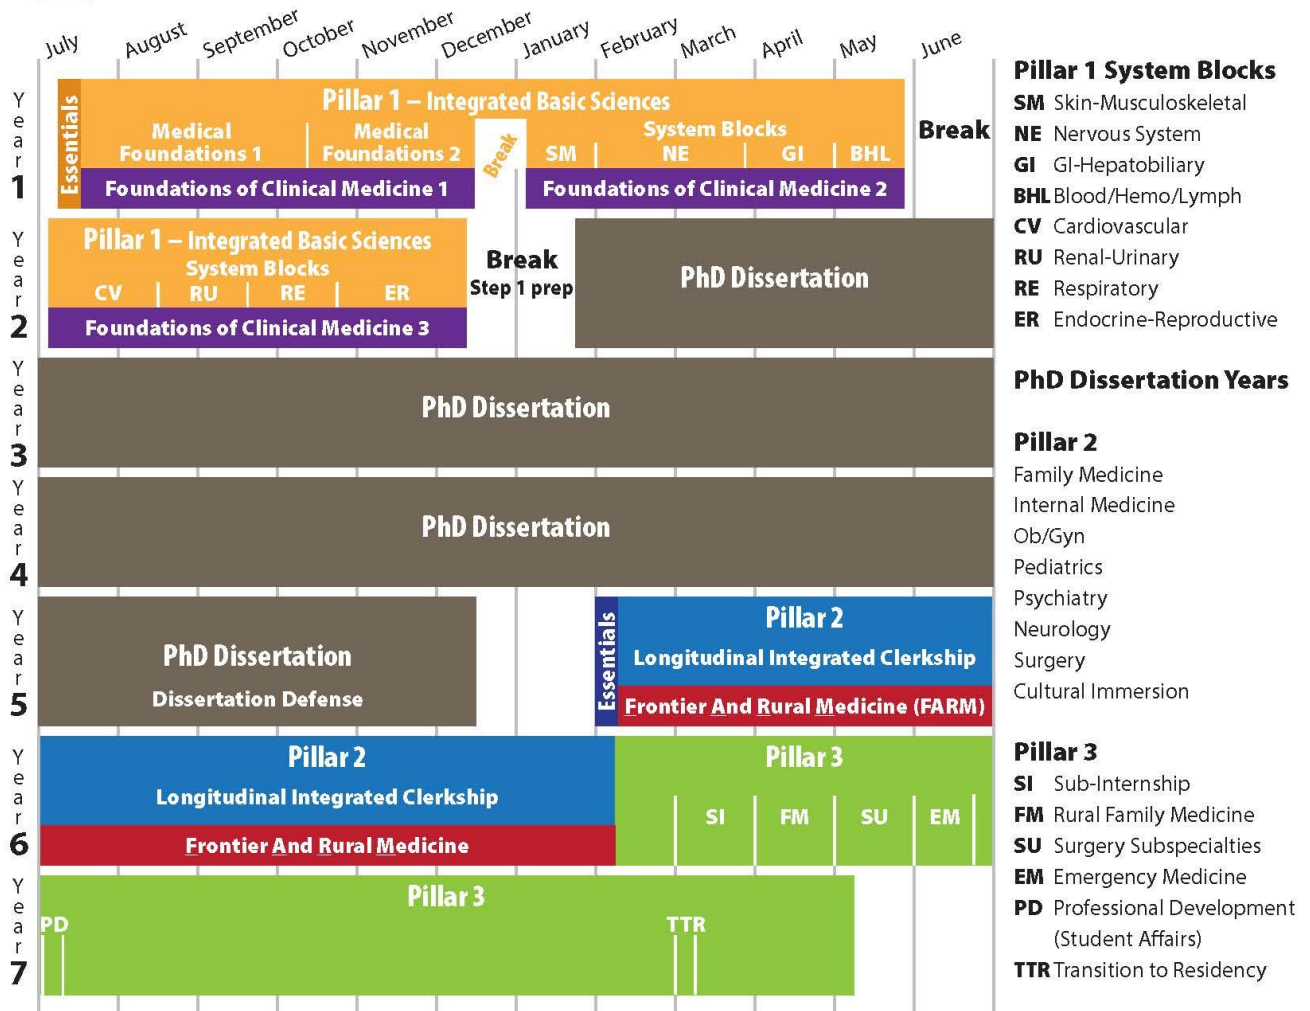 July August September October November December January February March April May June
Year 1
Essentials
Pillar 1 – Integrated Basic Sciences
Medical Foundations 1
Medical Foundations 2
Break
System Blocks
SM NE GI BHL
Foundations of Clinical Medicine 1
Foundations of Clinical Medicine 2
Break
Year 2
Pillar 1 – Integrated Basic Sciences
System Blocks
CV RU RE ER
Foundations of Clinical Medicine 3
Break
Step 1 prep
PhD Dissertation
Year 3
PhD Dissertation
Year 4
PhD Dissertation
Year 5
PhD Dissertation
Dissertation Defense
Essentials
Pillar 2
Longitudinal Integrated Clerkship
Frontier And Rural Medicine (FARM)
Year 6
Pillar 2
Longitudinal Integrated Clerkship
Frontier And Rural Medicine
Pillar 3
SI FM SU EM
Year 7
Pillar 3
PD
TTR
Pillar 1 System Blocks
SM Skin-Musculoskeletal
NE Nervous System
GI GI-Hepatobiliary
BHL Blood/Hemo/Lymph
CV Cardiovascular
RU Renal-Urinary
RE Respiratory
ER Endocrine-Reproductive
PhD Dissertation Years
Pillar 2
Family Medicine
Internal Medicine
Ob/Gyn
Pediatrics
Psychiatry
Neurology
Surgery
Cultural Immersion
Pillar 3
SI Sub-Internship
FM Rural Family Medicine
SU Surgery Subspecialties
EM Emergency Medicine
PD Professional Development
(Student Affairs)
TTR Transition to Residency